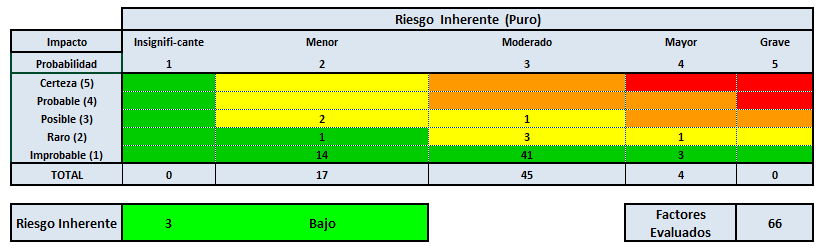 Riesgo Inherente (Puro)
Impacto Insignifi-cante Menor Moderado Mayor Grave
Probabilidad 1 2 3 4 5
Certeza (5)
Probable (4)
Posible (3) 2 1
Raro (2) 1 3 1
Improbable (1) 14 41 3
TOTAL 0 17 45 4 0
Riesgo Inherente 3 Bajo
Factores
Evaluados 66